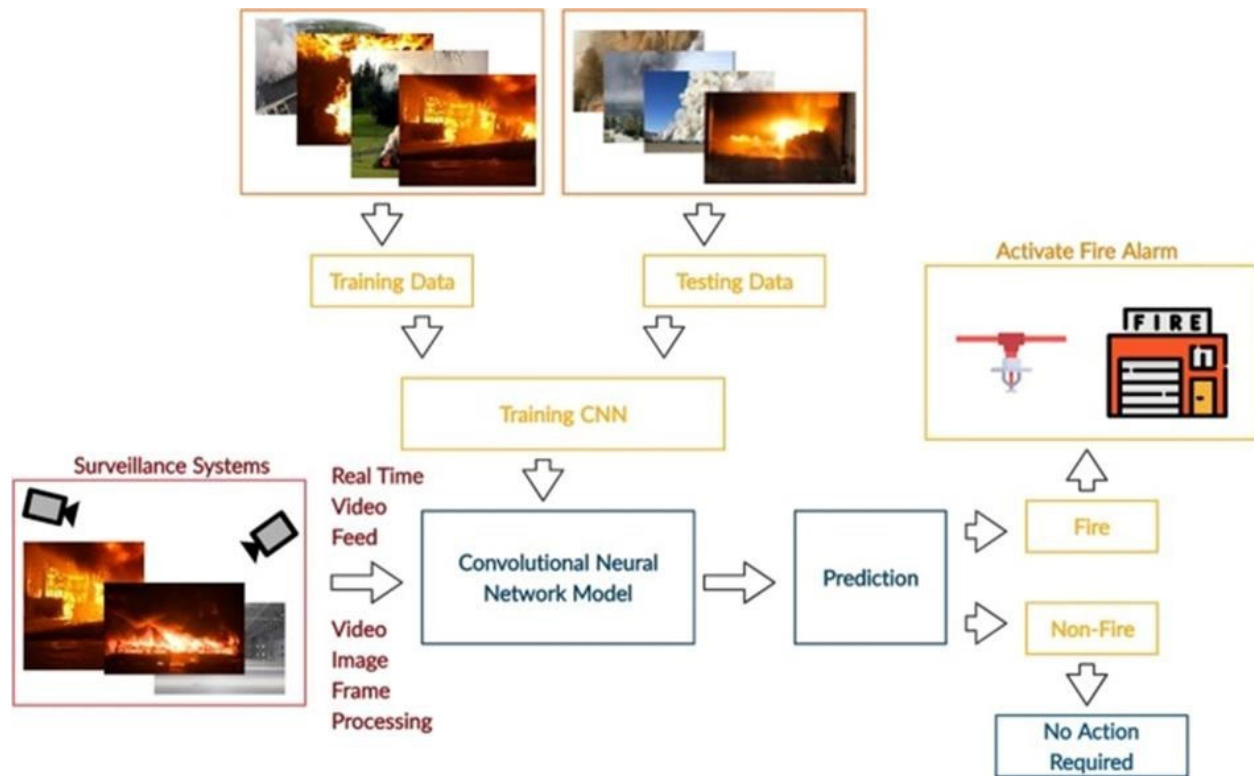 Training Data
Testing Data
Activate Fire Alarm
FIRE
Training CNN
Surveillance Systems
Real Time
Video
Feed
Video
Image
Frame
Processing
Convolutional Neural
Network Model
Prediction
Fire
Non-Fire
No Action
Required